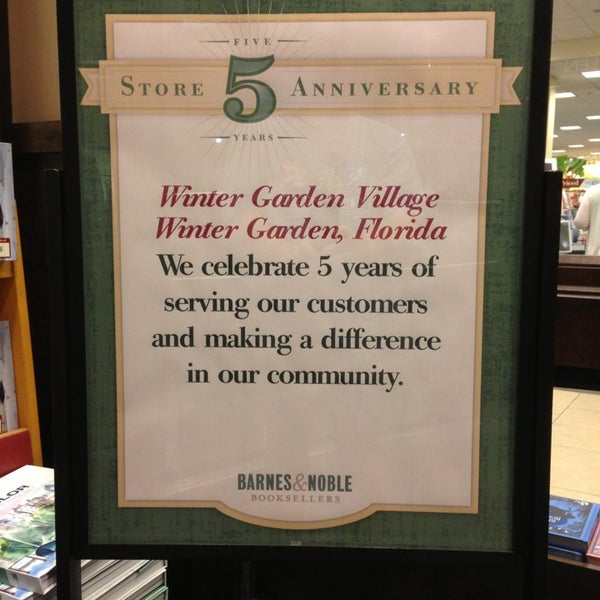 FIVE
STORE 5 ANNIVERSARY
YEARS
Winter Garden Village
Winter Garden, Florida
We celebrate 5 years of
serving our customers
and making a difference
in our community.
BARNES&NOBLE
BOOKSELLERS